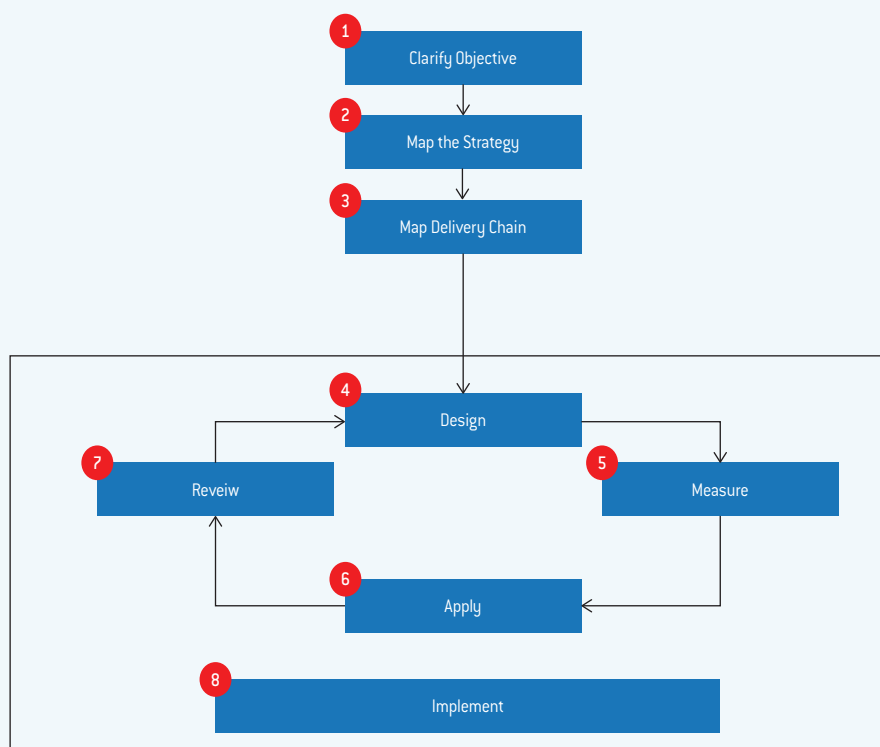 1
Clarify Objective
2
Map the Strategy
3
Map Delivery Chain
4
Design
7
Reveiw
5
Measure
6
Apply
8
Implement